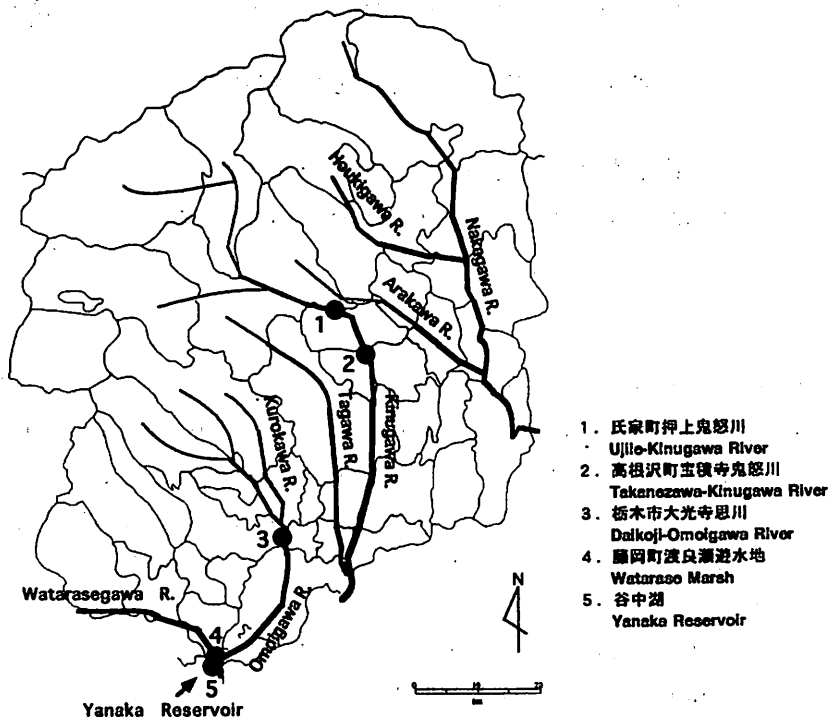 Houkigawa R.
Nakagawa R.
Arakawa R.
1
2
Kurokawa R.
Tagawa R.
Kinugawa R.
3
Watarasegawa R.
Omoigawa R.
4
5
Yanaka Reservoir
N
0
20
km
1. 氏家町押上鬼怒川
Ujiie-Kinugawa River
2. 高根沢町宝積寺鬼怒川
Takanezawa-Kinugawa River
3. 栃木市大光寺思川
Daikoji-Omoigawa River
4. 藤岡町渡良瀬遊水地
Watarase Marsh
5. 谷中湖
Yanaka Reservoir